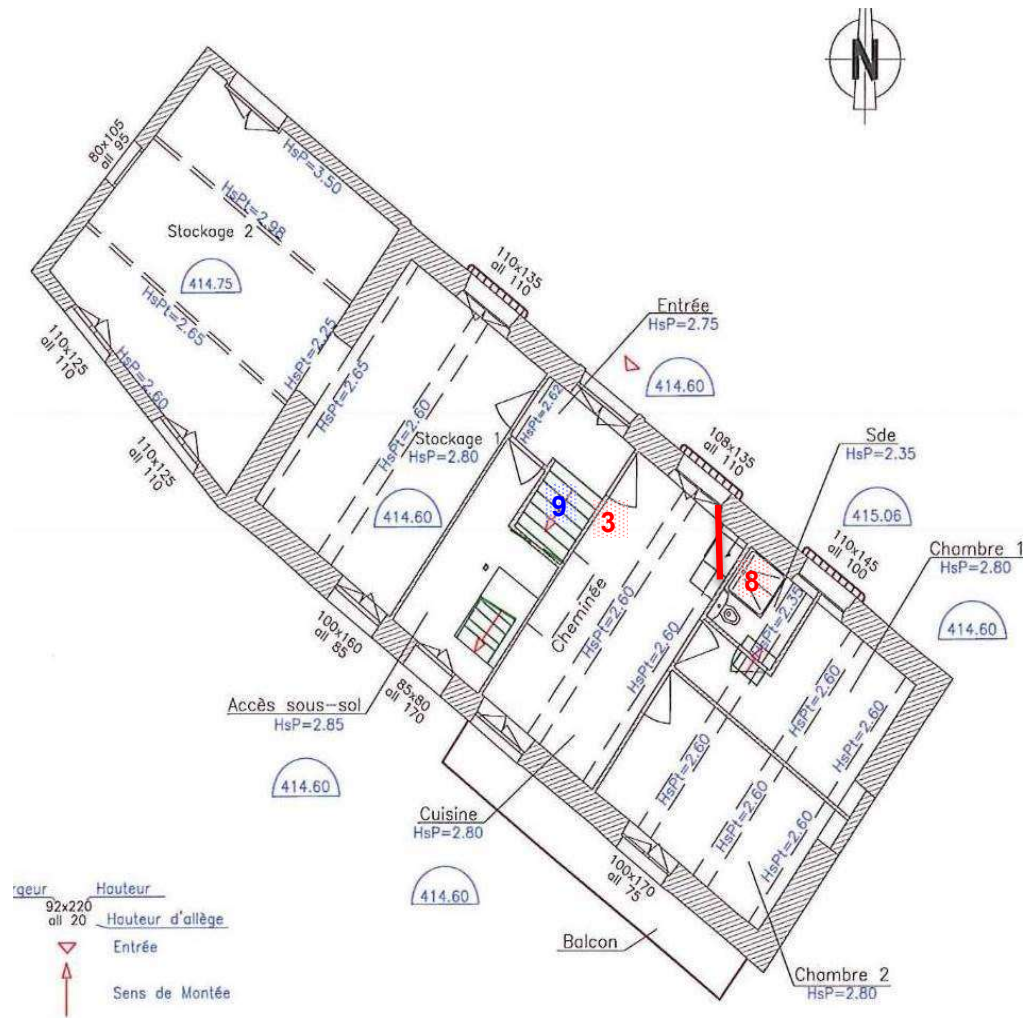 N
80x105
all 95
HsP=3.50
HsPt=2.98
Stockage 2
414.75
HsPt=2.65
HsPt=2.25
110x125
all 110
HsP=2.60
110x125
all 110
110x135
all 110
Entrée
HsP=2.75
414.60
HsPt=2.65
HsPt=2.60
Stockage 1
HsP=2.80
414.60
HsPt=2.62
9
3
108x135
all 110
Sde
HsP=2.35
415.06
8
110x145
all 100
Chambre 1
HsP=2.80
414.60
HsPt=2.35
Cheminée
HsPt=2.60
HsPt=2.60
100x160
all 85
85x80
all 170
Accès sous-sol
HsP=2.85
414.60
HsPt=2.60
HsPt=2.60
HsPt=2.60
HsPt=2.60
HsPt=2.60
HsPt=2.60
Cuisine
HsP=2.80
414.60
100x170
all 75
Balcon
Chambre 2
HsP=2.80
rgeur Hauteur
92x220
all 20 Hauteur d'allège
Entrée
Sens de Montée